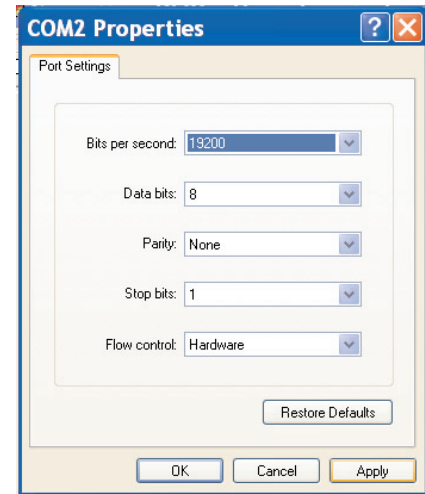 COM2 Properties
Port Settings
Bits per second: 19200
Data bits: 8
Parity: None
Stop bits: 1
Flow control: Hardware
Restore Defaults
OK Cancel Apply